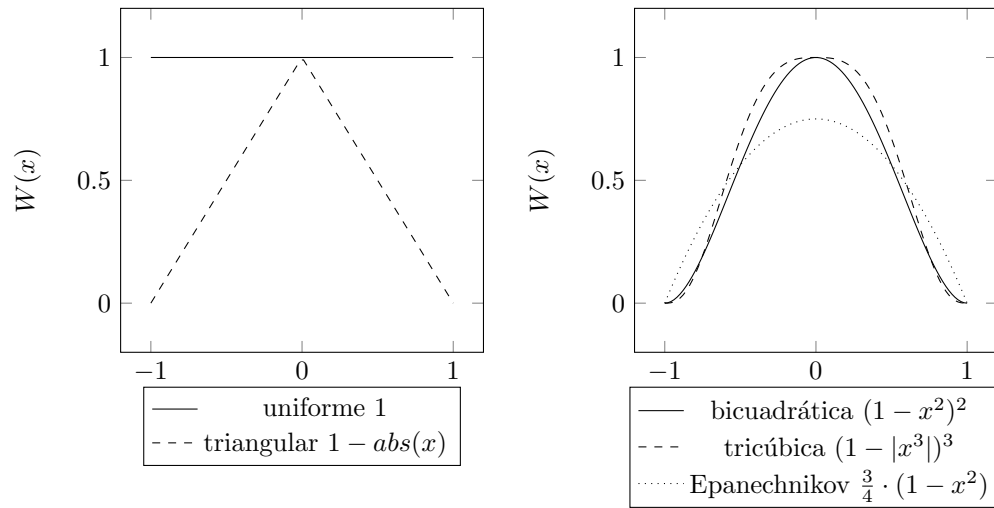 W(x)
1
0.5
0
−1 0 1
uniforme 1
triangular 1 − abs(x)
W(x)
1
0.5
0
−1 0 1
bicuadrática (1 − x²)²
tricúbica (1 − |x³|)³
Epanechnikov 3/4 · (1 − x²)